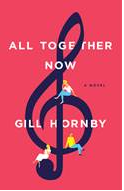 ALL TOGETHER
NOW
A NOVEL
GILL HORNBY